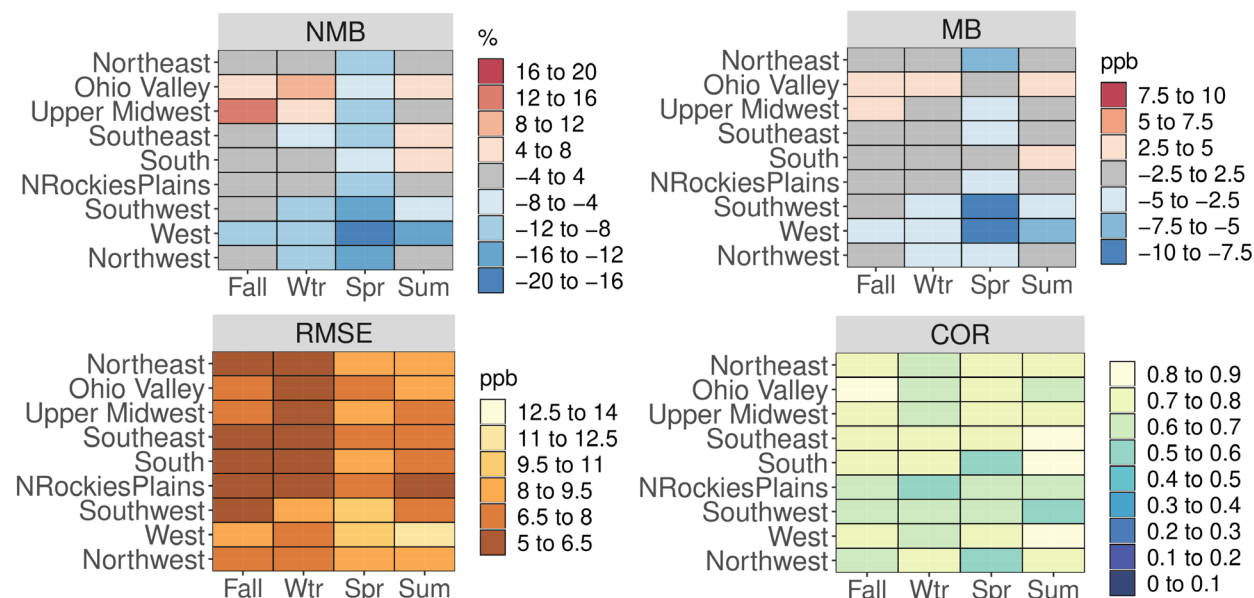 NMB
%
Northeast
Ohio Valley
Upper Midwest
Southeast
South
NRockiesPlains
Southwest
West
Northwest
Fall Wtr Spr Sum
16 to 20
12 to 16
8 to 12
4 to 8
−4 to 4
−8 to −4
−12 to −8
−16 to −12
−20 to −16
MB
ppb
Northeast
Ohio Valley
Upper Midwest
Southeast
South
NRockiesPlains
Southwest
West
Northwest
Fall Wtr Spr Sum
7.5 to 10
5 to 7.5
2.5 to 5
−2.5 to 2.5
−5 to −2.5
−7.5 to −5
−10 to −7.5
RMSE
ppb
Northeast
Ohio Valley
Upper Midwest
Southeast
South
NRockiesPlains
Southwest
West
Northwest
Fall Wtr Spr Sum
12.5 to 14
11 to 12.5
9.5 to 11
8 to 9.5
6.5 to 8
5 to 6.5
COR
Northeast
Ohio Valley
Upper Midwest
Southeast
South
NRockiesPlains
Southwest
West
Northwest
Fall Wtr Spr Sum
0.8 to 0.9
0.7 to 0.8
0.6 to 0.7
0.5 to 0.6
0.4 to 0.5
0.3 to 0.4
0.2 to 0.3
0.1 to 0.2
0 to 0.1